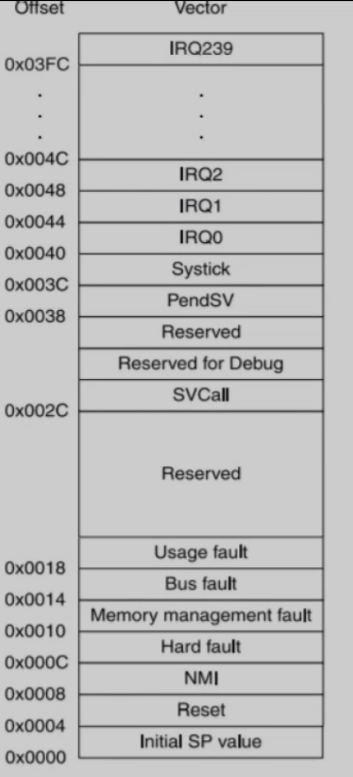 Offset Vector
IRQ239
0x03FC
. .
. .
. .
0x004C
IRQ2
0x0048
IRQ1
0x0044
IRQ0
0x0040
Systick
0x003C
PendSV
0x0038
Reserved
Reserved for Debug
SVCall
0x002C
Reserved
Usage fault
0x0018
Bus fault
0x0014
Memory management fault
0x0010
Hard fault
0x000C
NMI
0x0008
Reset
0x0004
Initial SP value
0x0000